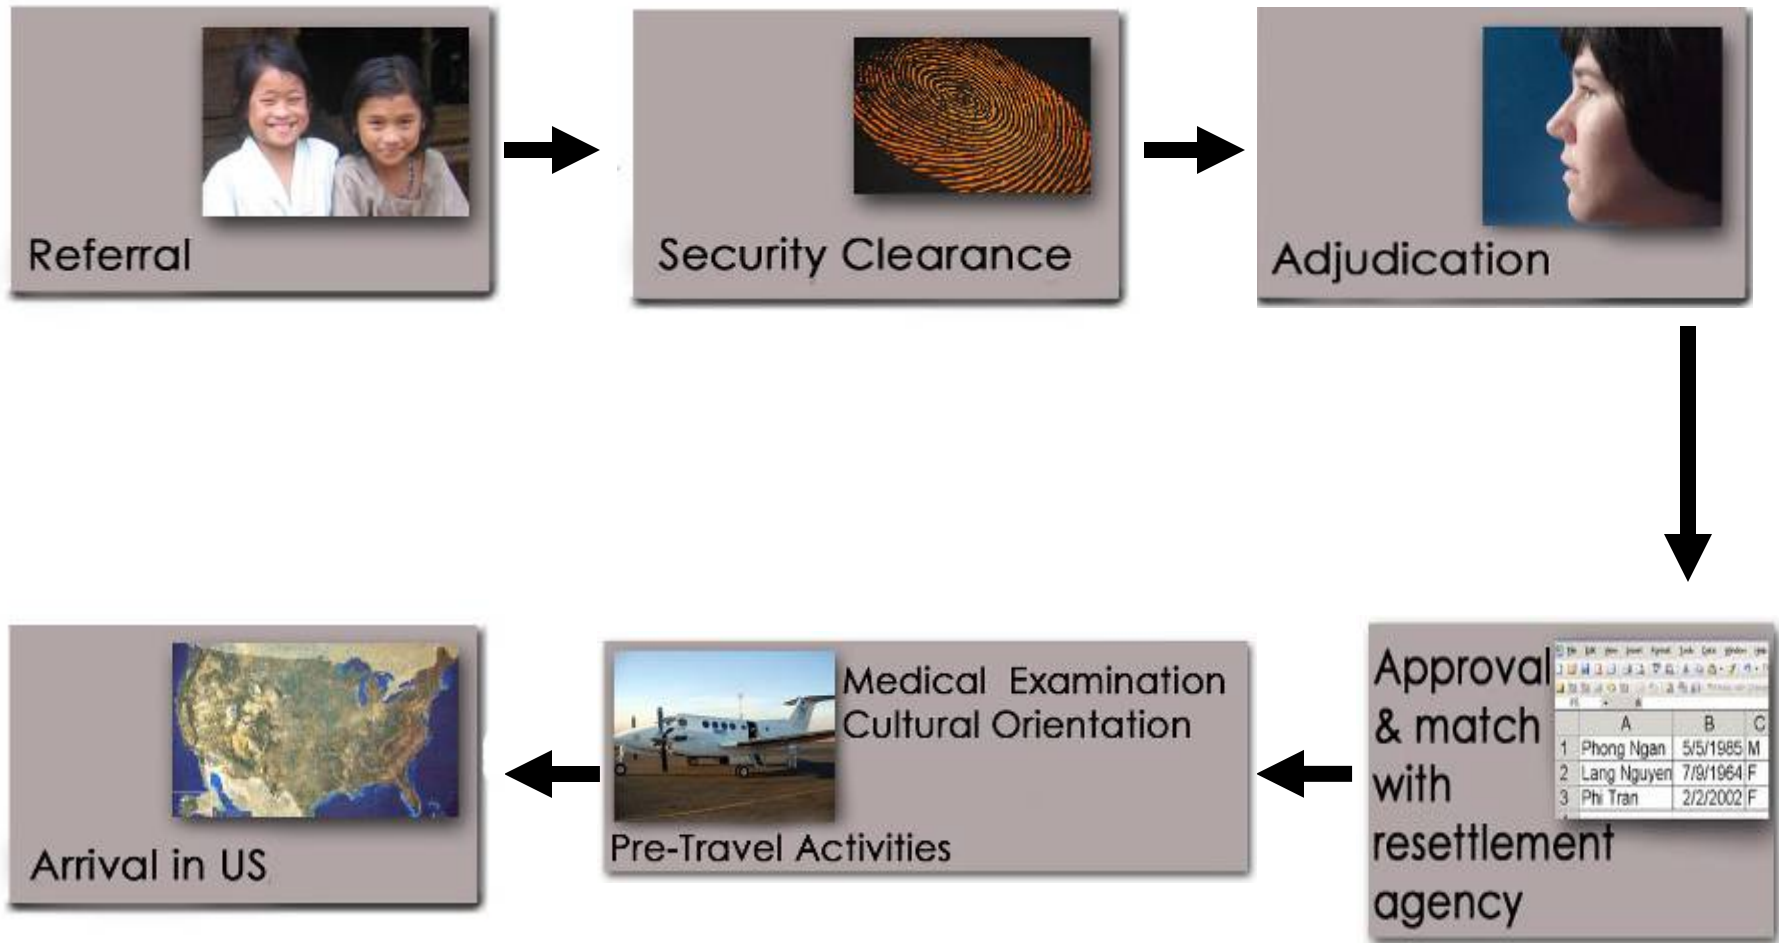 Referral
Security Clearance
Adjudication
Approval
& match
with
resettlement
agency
A B C
1 Phong Ngan 5/5/1985 M
2 Lang Nguyen 7/9/1964 F
3 Phi Tran 2/2/2002 F
Medical Examination
Cultural Orientation
Pre-Travel Activities
Arrival in US